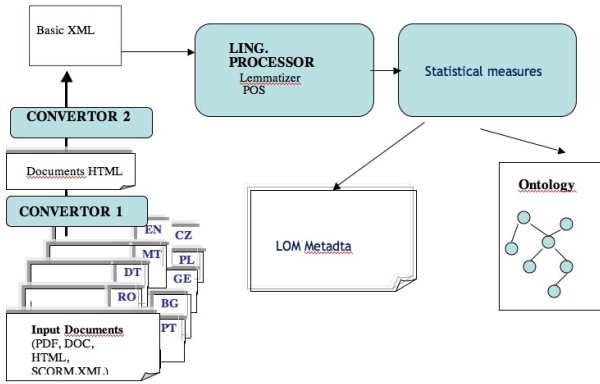 Basic XML
LING.
PROCESSOR
Lemmatizer
POS
Statistical measures
CONVERTOR 2
Documents HTML
CONVERTOR 1
EN
CZ
MT
PL
DT
GE
RO
BG
PT
Input Documents
(PDF, DOC,
HTML,
SCORM.XML)
LOM Metadta
Ontology